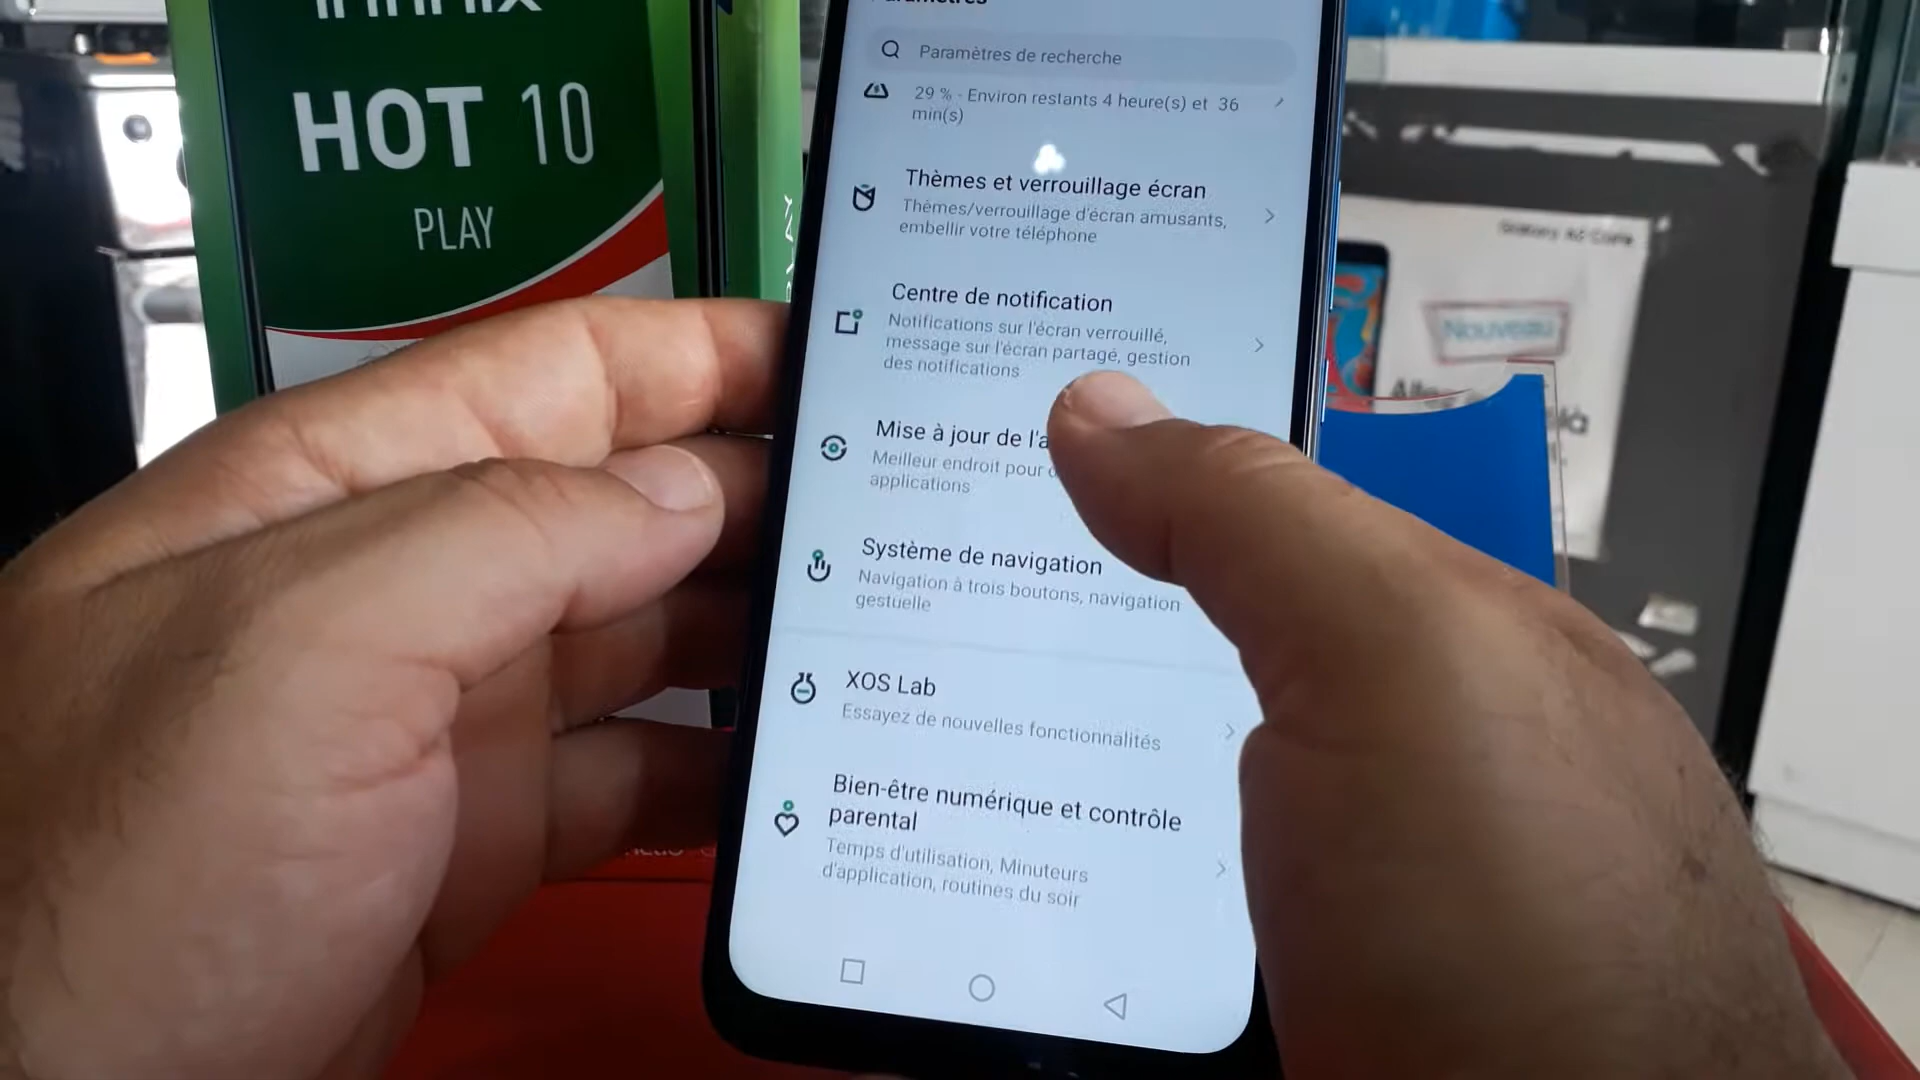 HOT 10
PLAY
Paramètres de recherche
29 % - Environ restants 4 heure(s) et 36
min(s)
Thèmes et verrouillage écran
Thèmes/verrouillage d'écran amusants,
embellir votre téléphone
Centre de notification
Notifications sur l'écran verrouillé,
message sur l'écran partagé, gestion
des notifications
Mise à jour de l'a
Meilleur endroit pour
applications
Système de navigation
Navigation à trois boutons, navigation
gestuelle
XOS Lab
Essayez de nouvelles fonctionnalités
Bien-être numérique et contrôle
parental
Temps d'utilisation, Minuteurs
d'application, routines du soir
Nouveau